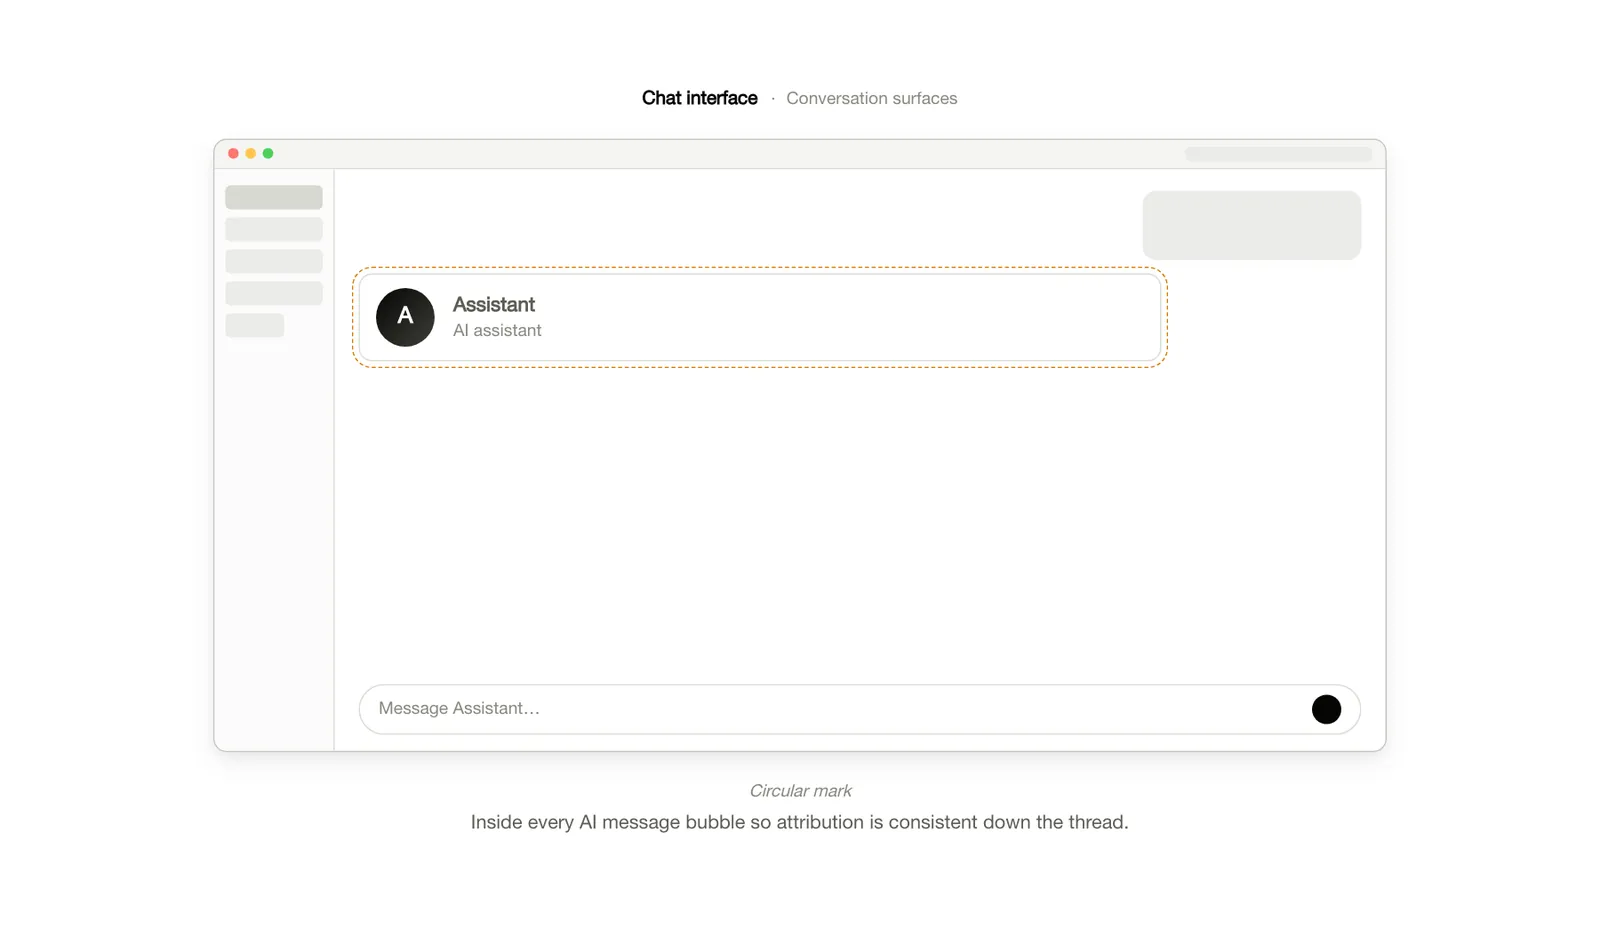 Chat interface · Conversation surfaces
A
Assistant
AI assistant
Message Assistant…
Circular mark
Inside every AI message bubble so attribution is consistent down the thread.